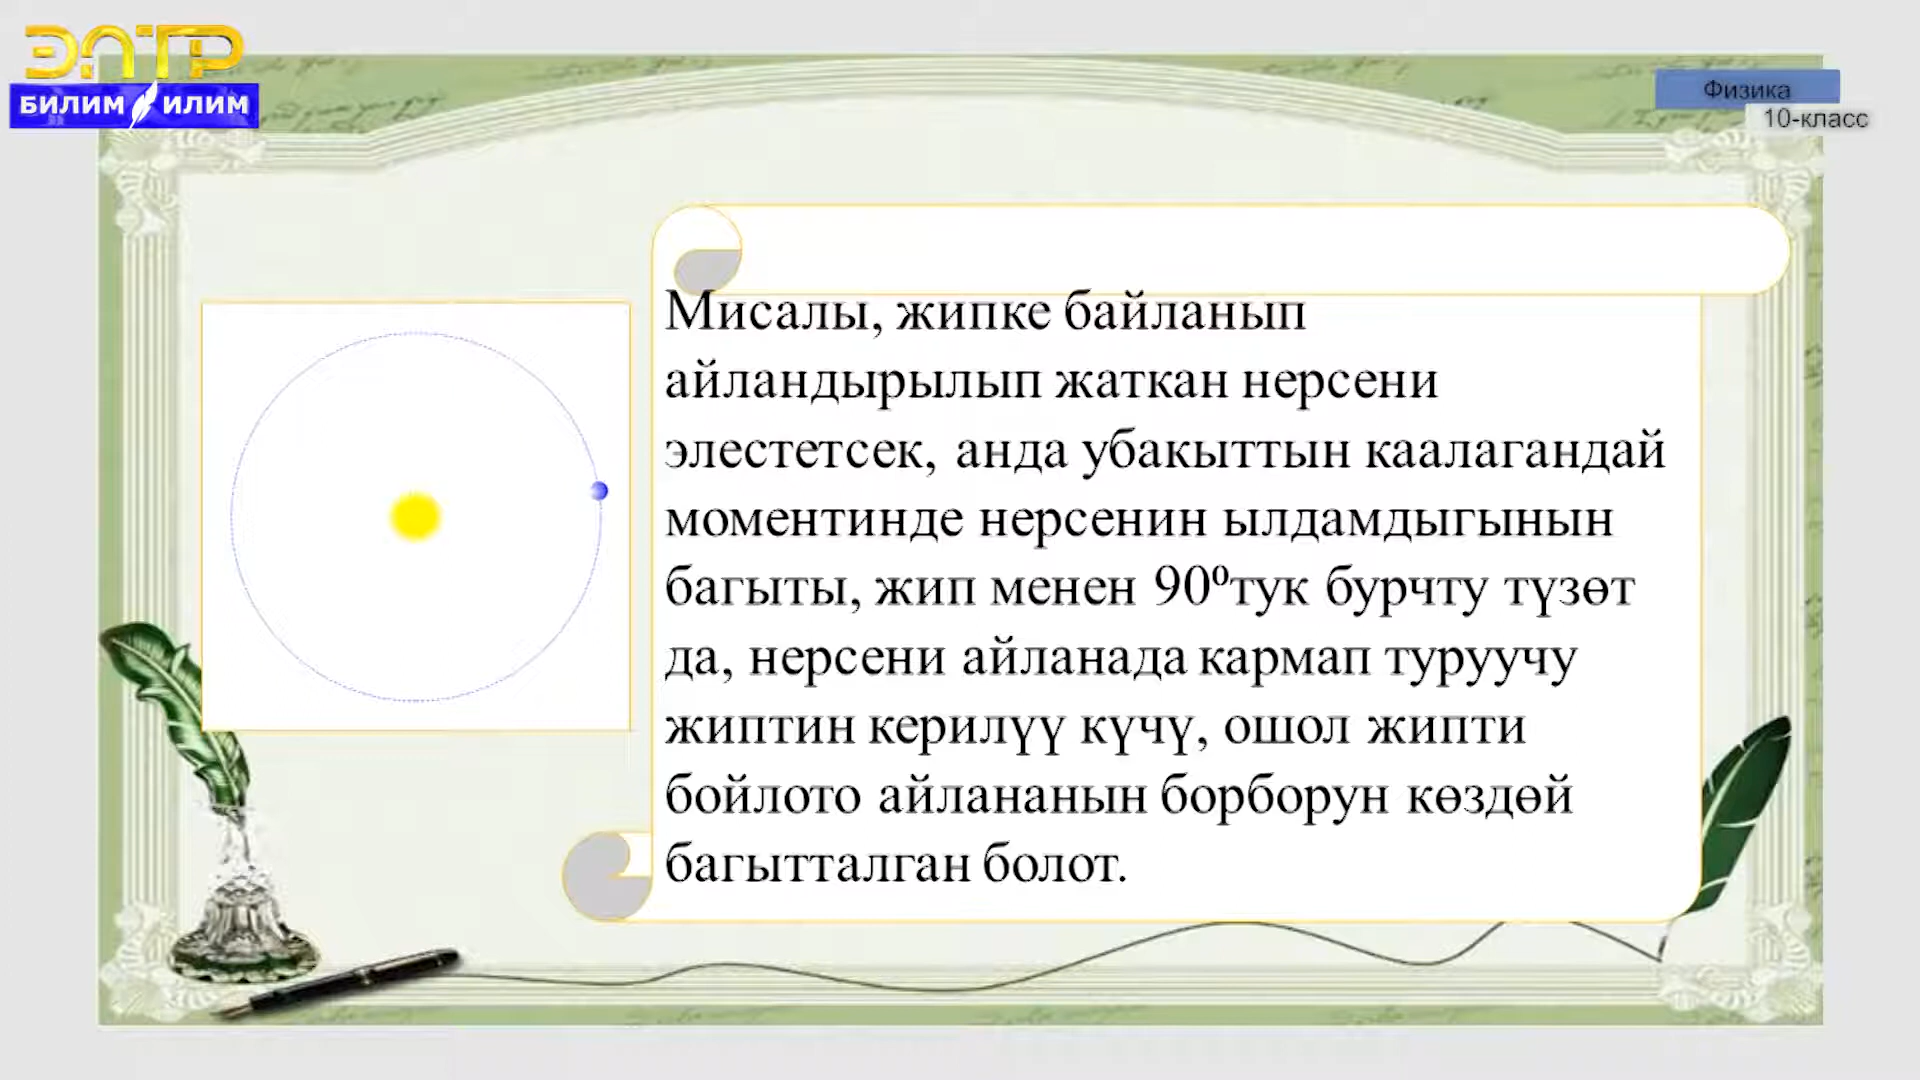 ЭЛТР
БИЛИМ ИЛИМ
Физика
10-класс
Мисалы, жипке байланып
айландырылып жаткан нерсени
элестетсек, анда убакыттын каалагандай
моментинде нерсенин ылдамдыгынын
багыты, жип менен 90⁰тук бурчту түзөт
да, нерсени айланада кармап туруучу
жиптин керилүү күчү, ошол жипти
бойлото айлананын борборун көздөй
багытталган болот.